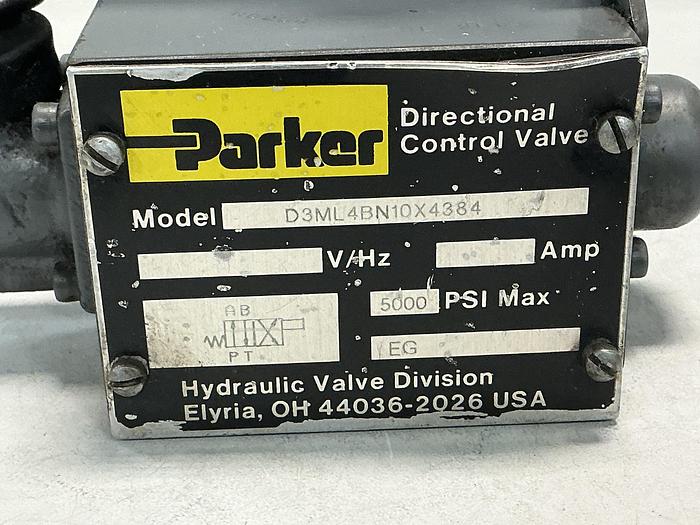 Parker
Directional
Control Valve
Model D3ML4BN10X4384
V/Hz Amp
AB
PT
5000 PSI Max
EG
Hydraulic Valve Division
Elyria, OH 44036-2026 USA